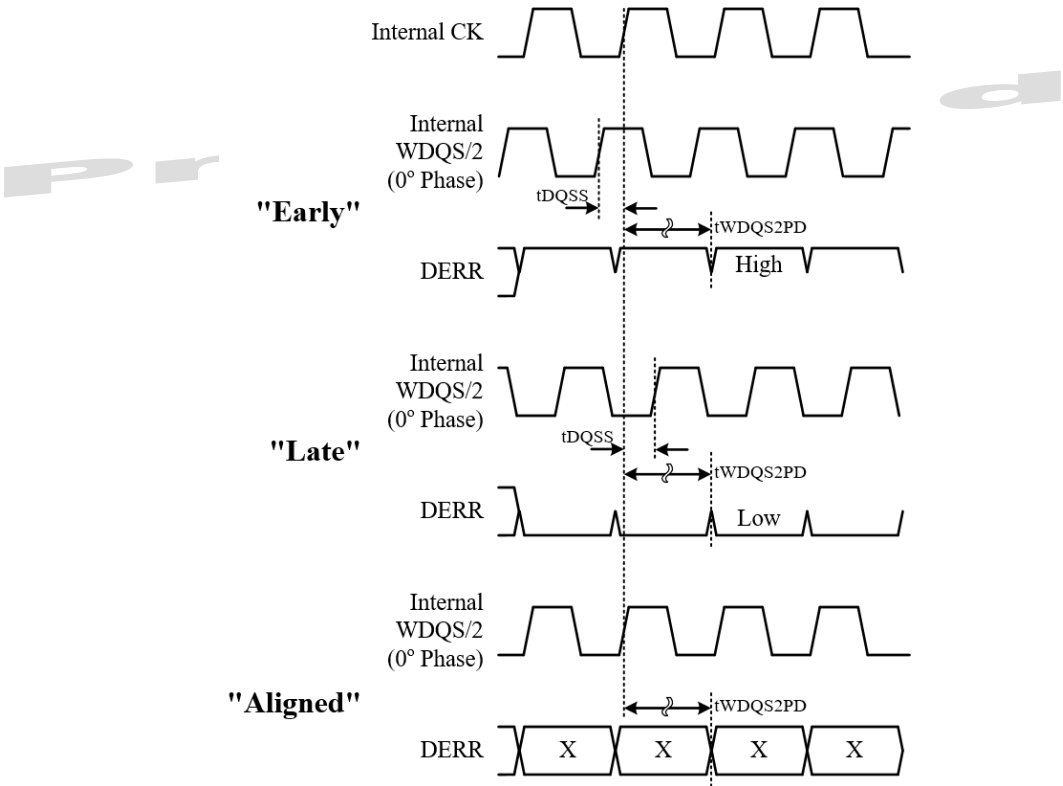 Internal CK
Internal
WDQS/2
(0° Phase)
tDQSS
"Early"
tWDQS2PD
DERR
High
Internal
WDQS/2
(0° Phase)
tDQSS
"Late"
tWDQS2PD
DERR
Low
Internal
WDQS/2
(0° Phase)
"Aligned"
tWDQS2PD
DERR
X X X X